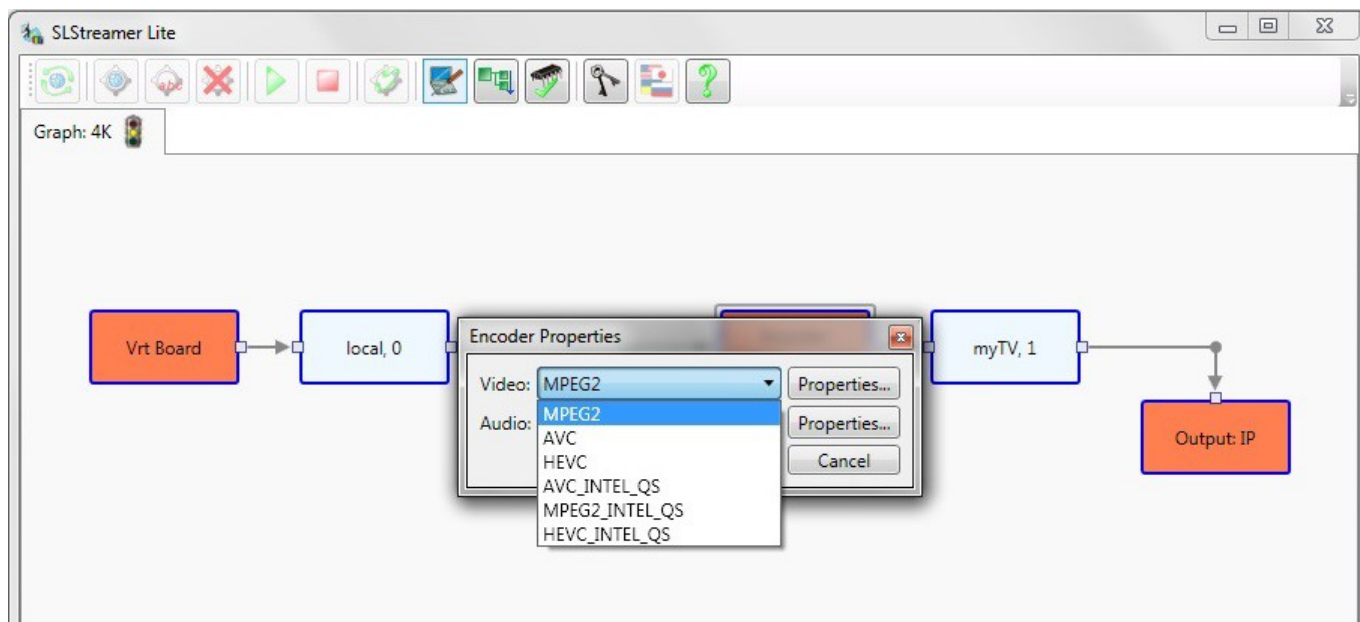 SLStreamer Lite
abc
Graph: 4K
Vrt Board
local, 0
Encoder Properties
myTV, 1
Video: MPEG2 Properties...
MPEG2
Audio: Properties...
AVC
HEVC
Cancel
AVC_INTEL_QS
MPEG2_INTEL_QS
HEVC_INTEL_QS
Output: IP